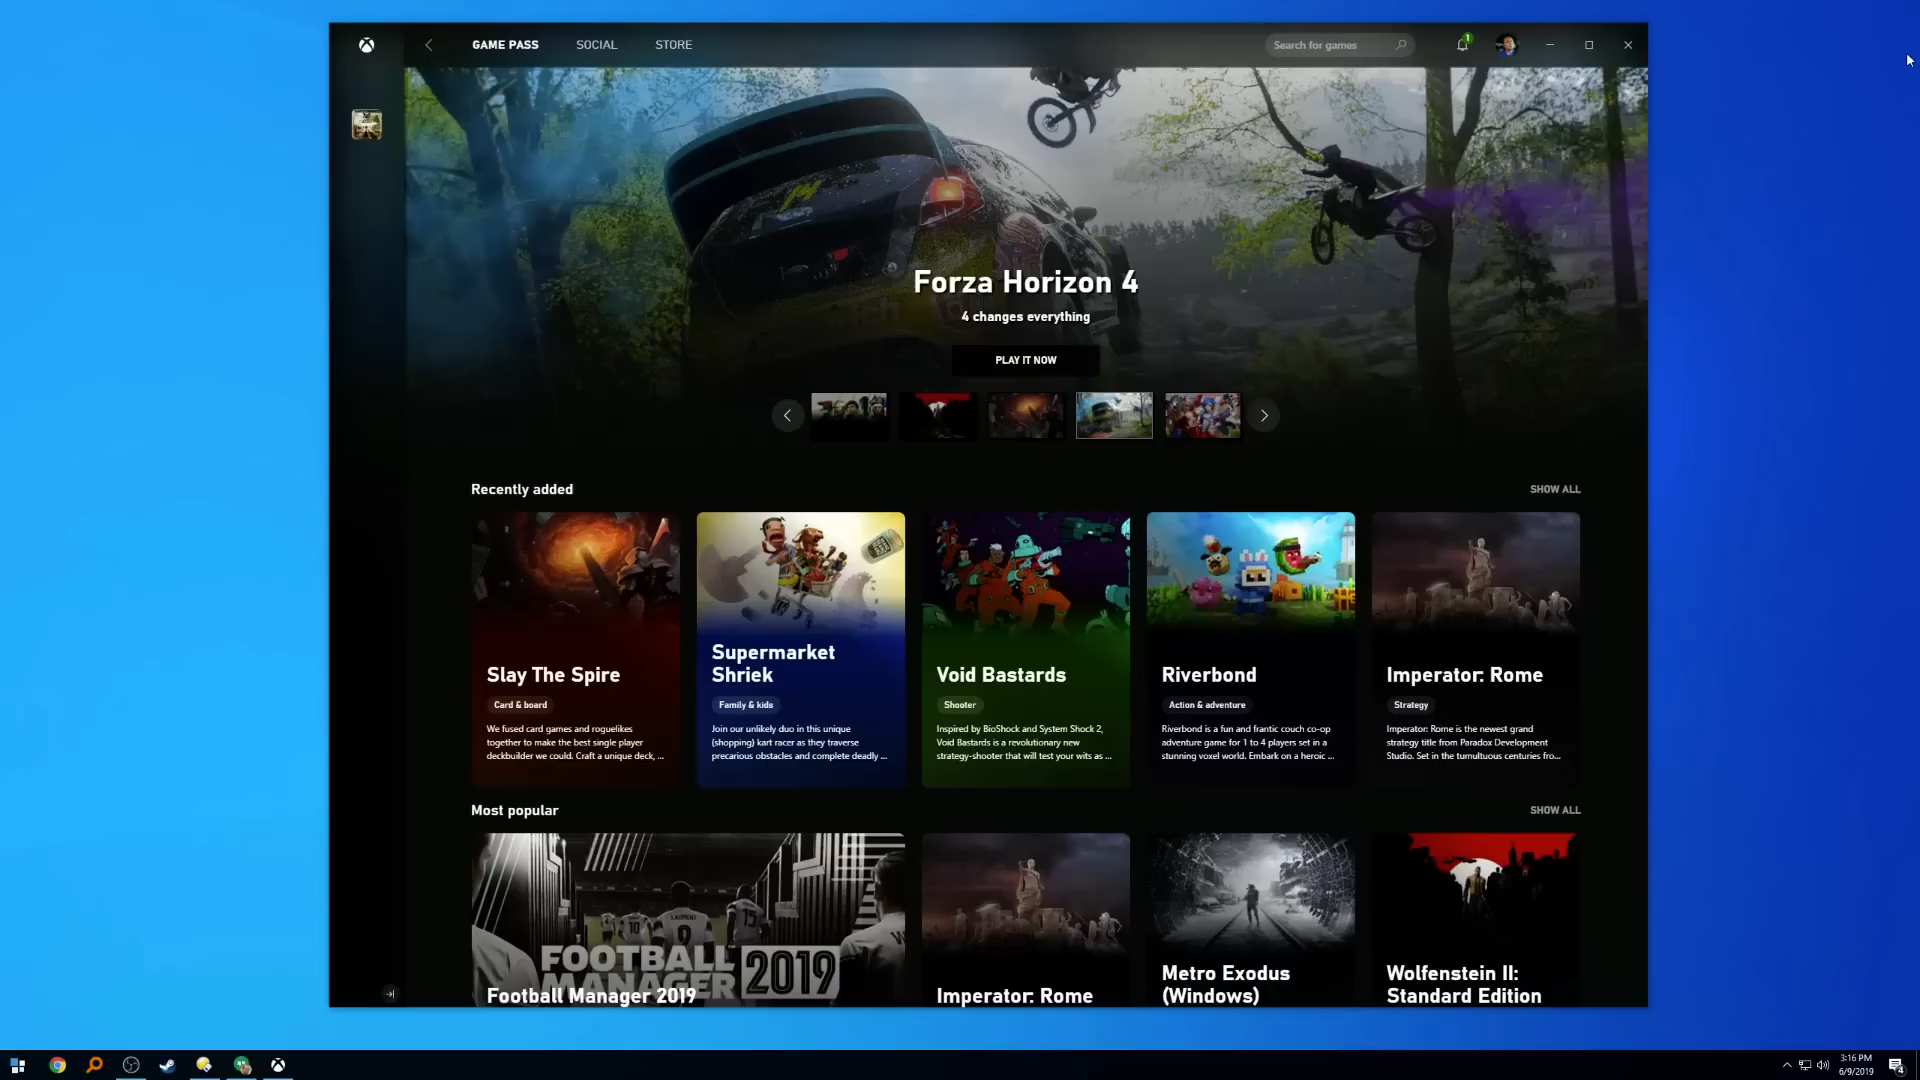 GAME PASS SOCIAL STORE Search for games 1
Forza Horizon 4
4 changes everything
PLAY IT NOW
Recently added SHOW ALL
Slay The Spire
Card & board
We fused card games and roguelikes
together to make the best single player
deckbuilder we could. Craft a unique deck, ...
Supermarket
Shriek
Family & kids
Join our unlikely duo in this unique
(shopping) kart racer as they traverse
precarious obstacles and complete deadly ...
Void Bastards
Shooter
Inspired by BioShock and System Shock 2,
Void Bastards is a revolutionary new
strategy-shooter that will test your wits as ...
Riverbond
Action & adventure
Riverbond is a fun and frantic couch co-op
adventure game for 1 to 4 players set in a
stunning voxel world. Embark on a heroic ...
Imperator: Rome
Strategy
Imperator: Rome is the newest grand
strategy title from Paradox Development
Studio. Set in the tumultuous centuries fro...
Most popular SHOW ALL
10
9
15
FOOTBALL
MANAGER 2019
Football Manager 2019
Imperator: Rome
Metro Exodus
(Windows)
Wolfenstein II:
Standard Edition
3:16 PM
6/9/2019
4